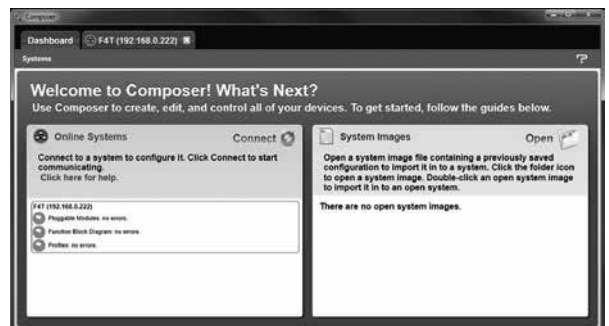 Composer
Dashboard
F4T (192.168.0.222)
Systems
?
Welcome to Composer! What's Next?
Use Composer to create, edit, and control all of your devices. To get started, follow the guides below.
Online Systems
Connect
Connect to a system to configure it. Click Connect to start
communicating.
Click here for help.
F4T (192.168.0.222)
Pluggable Modules: no errors.
Function Block Diagram: no errors.
Profiles: no errors.
System Images
Open
Open a system image file containing a previously saved
configuration to import it in to a system. Click the folder icon
to open a system image. Double-click an open system image
to import it in to an open system.
There are no open system images.